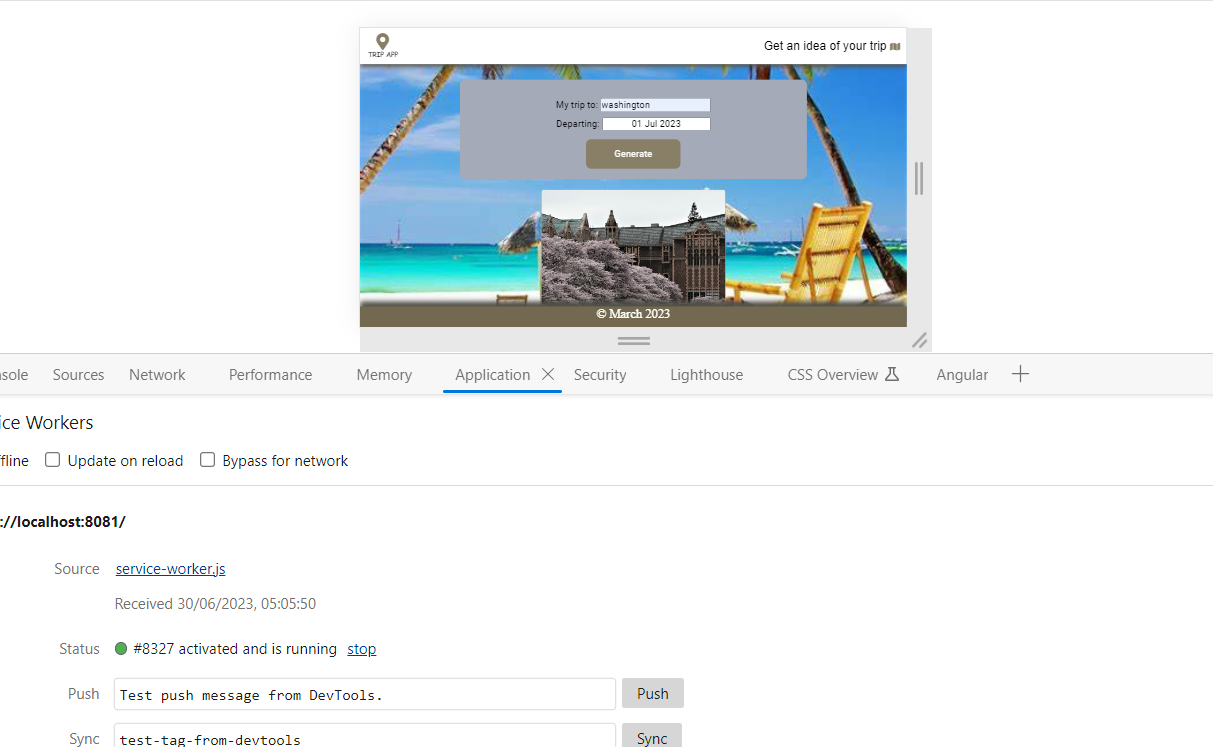 TRIP APP
Get an idea of your trip
My trip to: washington
Departing: 01 Jul 2023
Generate
© March 2023
sole Sources Network Performance Memory Application Security Lighthouse CSS Overview Angular
ice Workers
ffline Update on reload Bypass for network
://localhost:8081/
Source service-worker.js
Received 30/06/2023, 05:05:50
Status #8327 activated and is running stop
Push Test push message from DevTools. Push
Sync test-tag-from-devtools Sync